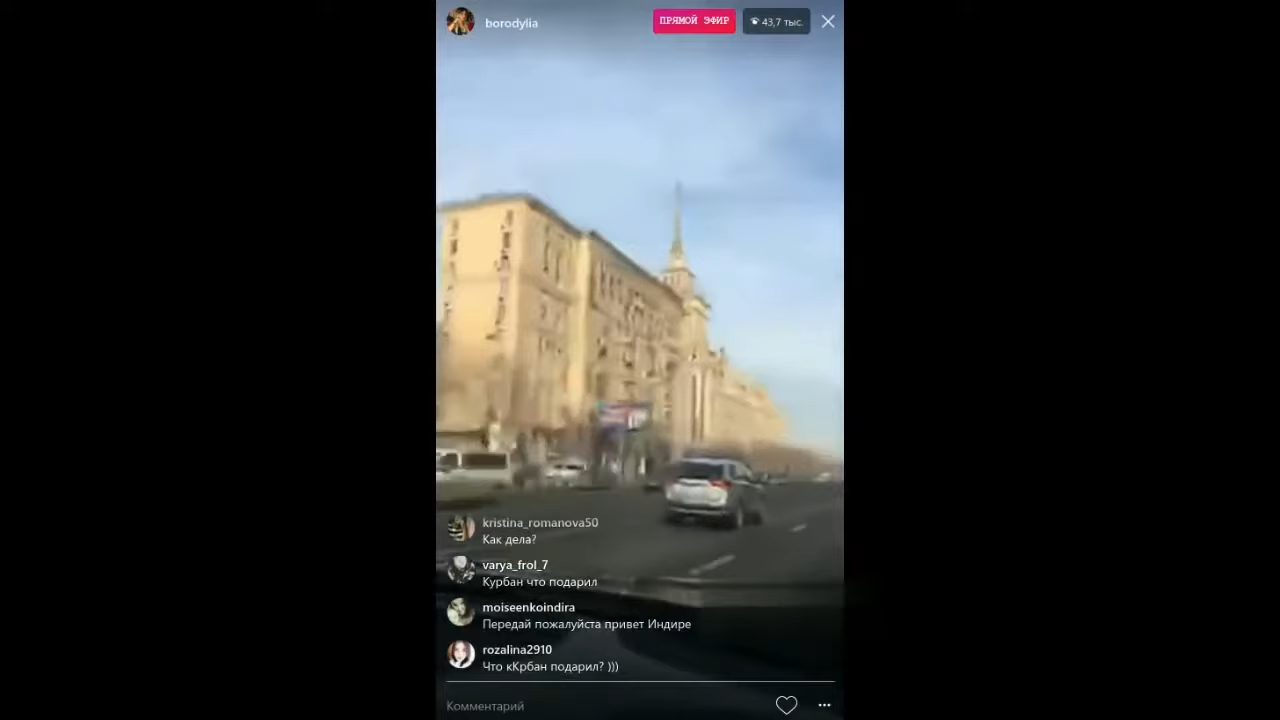 borodylia
ПРЯМОЙ ЭФИР
43,7 тыс.
kristina_romanova50
Как дела?
varya_frol_7
Курбан что подарил
moiseenkoindira
Передай пожалуйста привет Индире
rozalina2910
Что кКрбан подарил? )))
Комментарий